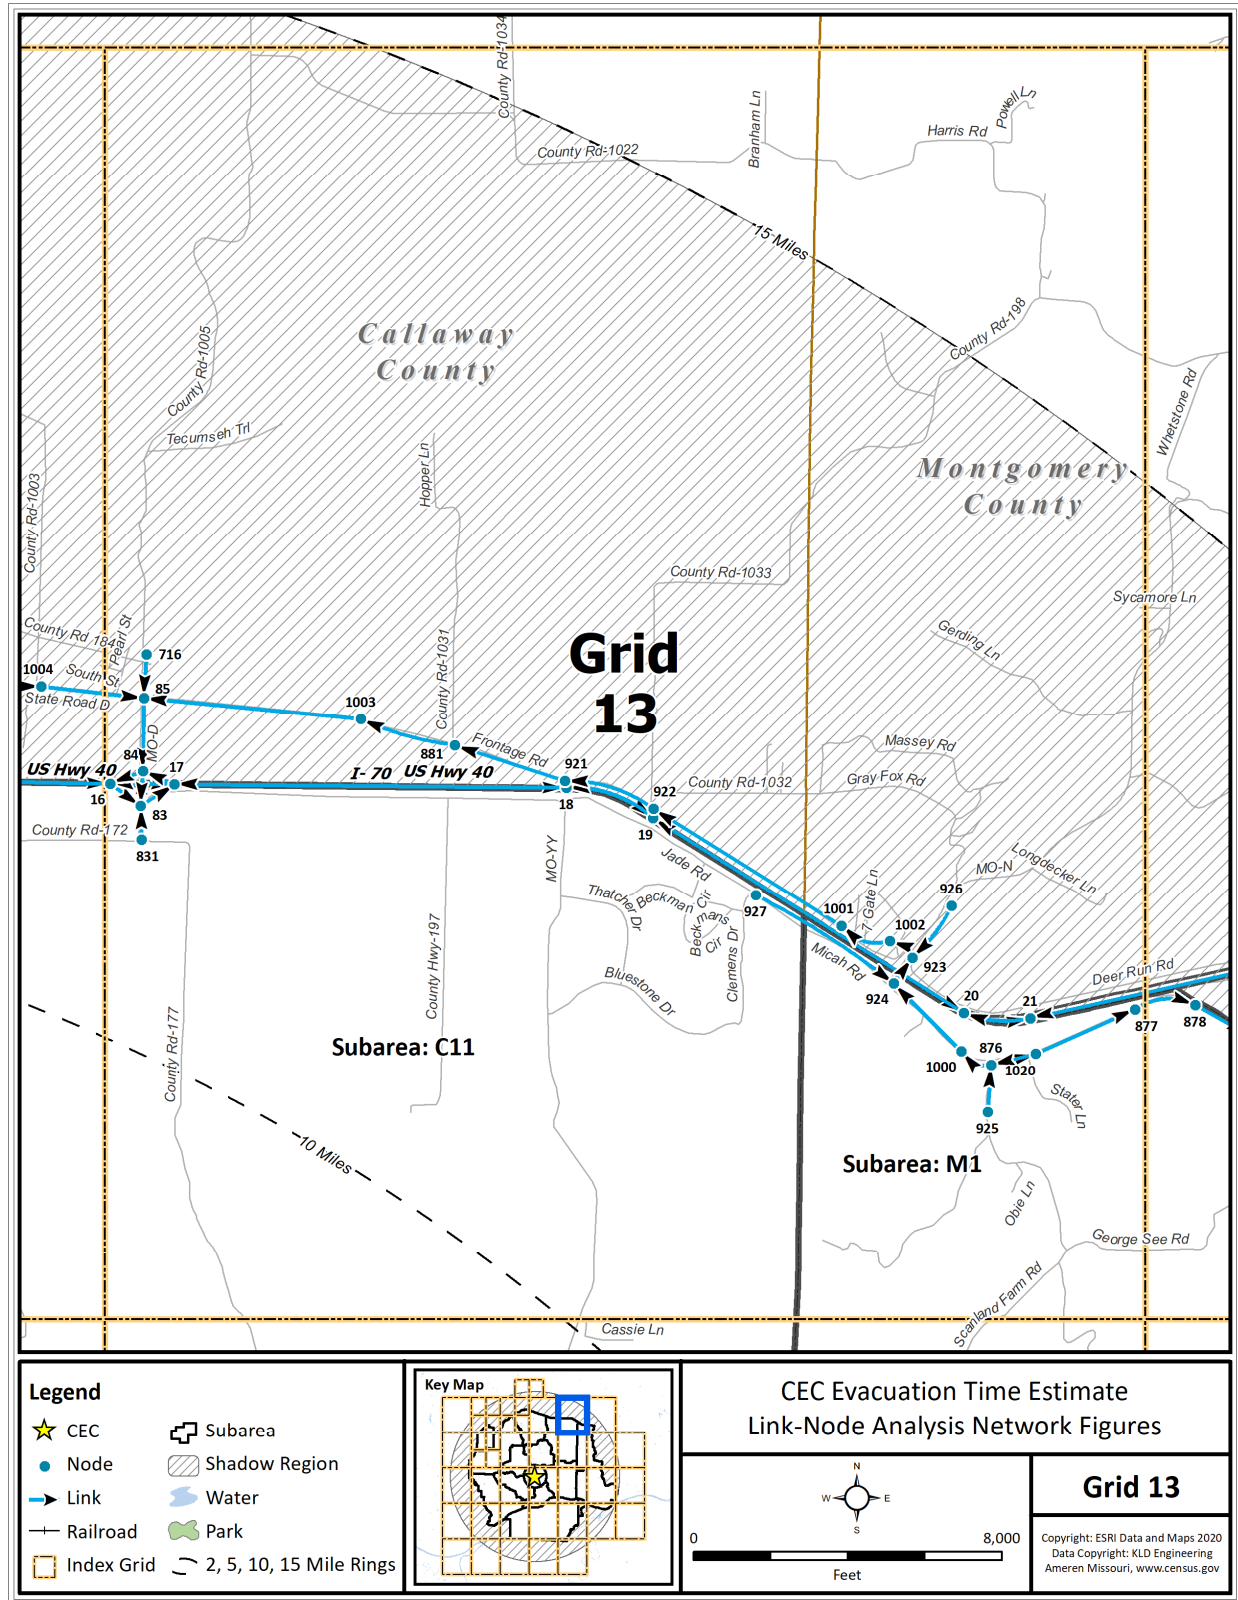 County Rd-1034
Branham Ln
Powell Ln
Harris Rd
County Rd-1022
15 Miles
County Rd-198
Callaway
County
County Rd-1005
Whetstone Rd
Tecumseh Trl
Hopper Ln
Montgomery
County
County Rd-1003
County Rd-1033
Sycamore Ln
County Rd 184
Pearl St
Gerding Ln
Grid
13
716
1004
South St
85
State Road D
1003
County Rd-1031
881
Frontage Rd
921
Massey Rd
84
MO-D
17
US Hwy 40
I- 70
US Hwy 40
County Rd-1032
Gray Fox Rd
922
16
18
83
19
County Rd-172
831
MO-YY
Jade Rd
Longdecker Ln
MO-N
Thatcher Dr
Beckman
Cir
Beckmans
Cir
927
1001
7 Gate Ln
926
1002
County Hwy-197
Clemens Dr
Micah Rd
923
Bluestone Dr
924
20
21
Deer Run Rd
877
878
County Rd-177
Subarea: C11
1000
876
1020
Stater Ln
925
10 Miles
Subarea: M1
Obie Ln
George See Rd
Scanland Farm Rd
Cassie Ln
Legend
CEC
Subarea
Node
Shadow Region
Link
Water
Railroad
Park
Index Grid
2, 5, 10, 15 Mile Rings
Key Map
CEC Evacuation Time Estimate
Link-Node Analysis Network Figures
N
W
E
S
0
8,000
Feet
Grid 13
Copyright: ESRI Data and Maps 2020
Data Copyright: KLD Engineering
Ameren Missouri, www.census.gov